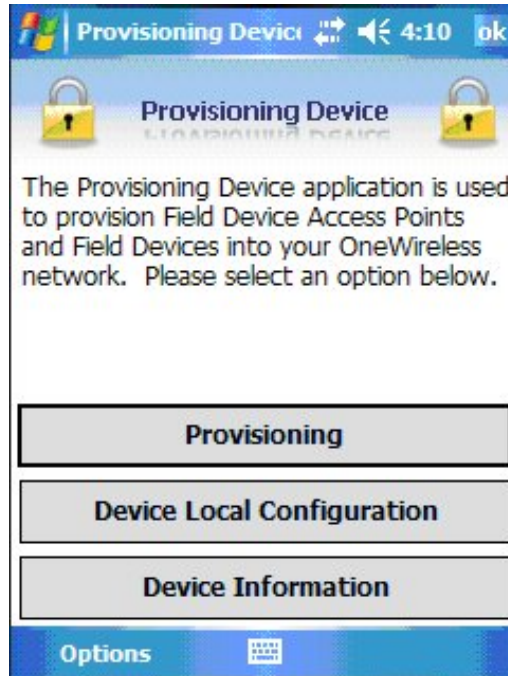 Provisioning Devic 4:10 ok
Provisioning Device
The Provisioning Device application is used
to provision Field Device Access Points
and Field Devices into your OneWireless
network. Please select an option below.
Provisioning
Device Local Configuration
Device Information
Options